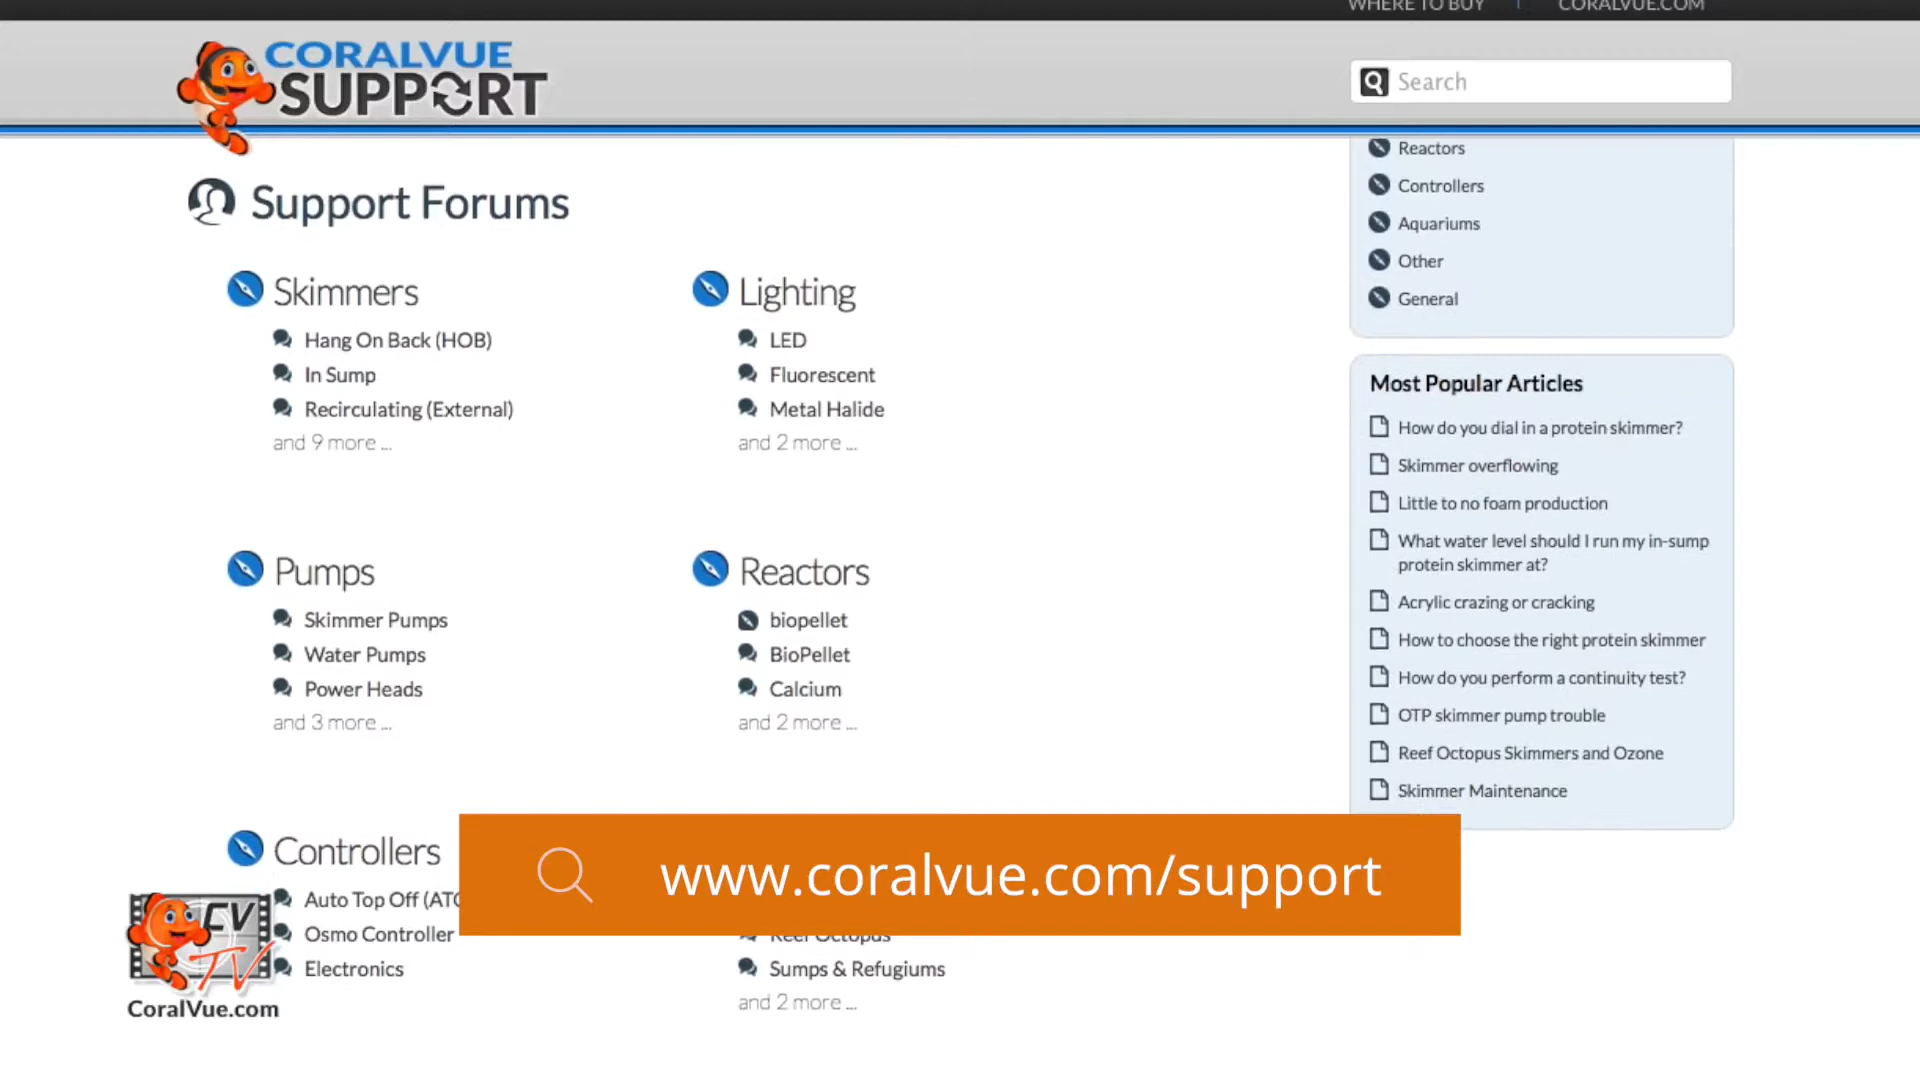 WHERE TO BUY
CORALVUE.COM
CORALVUE
SUPPORT
Search
Support Forums
Skimmers
Hang On Back (HOB)
In Sump
Recirculating (External)
and 9 more ...
Lighting
LED
Fluorescent
Metal Halide
and 2 more ...
Pumps
Skimmer Pumps
Water Pumps
Power Heads
and 3 more ...
Reactors
biopellet
BioPellet
Calcium
and 2 more ...
Controllers
Auto Top Off (ATO
Osmo Controller
Electronics
Reef Octopus
Sumps & Refugiums
and 2 more ...
Reactors
Controllers
Aquariums
Other
General
Most Popular Articles
How do you dial in a protein skimmer?
Skimmer overflowing
Little to no foam production
What water level should I run my in-sump
protein skimmer at?
Acrylic crazing or cracking
How to choose the right protein skimmer
How do you perform a continuity test?
OTP skimmer pump trouble
Reef Octopus Skimmers and Ozone
Skimmer Maintenance
www.coralvue.com/support
CV
TV
CoralVue.com